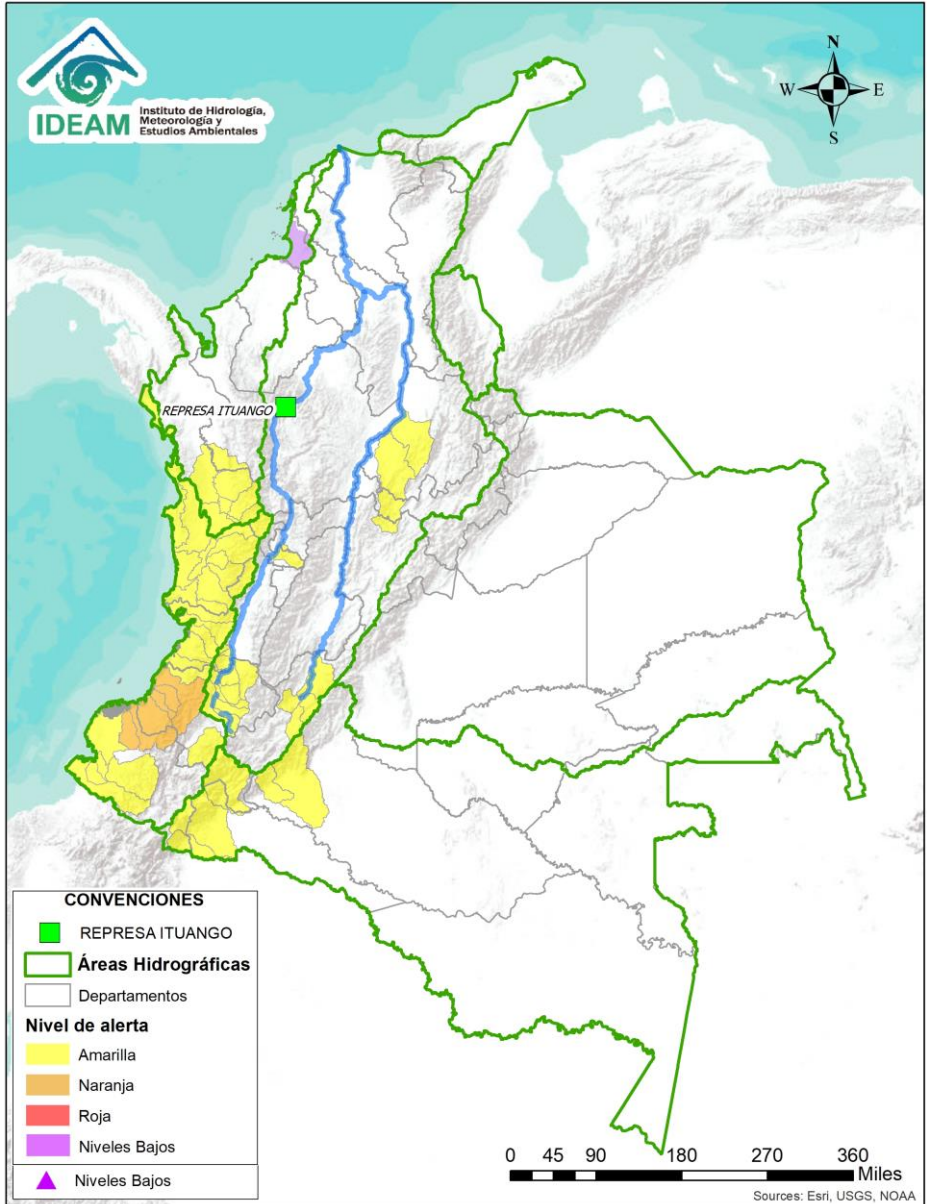 IDEAM
Instituto de Hidrología,
Meteorología y
Estudios Ambientales
N
W
E
S
REPRESA ITUANGO
CONVENCIONES
REPRESA ITUANGO
Áreas Hidrográficas
Departamentos
Nivel de alerta
Amarilla
Naranja
Roja
Niveles Bajos
Niveles Bajos
0 45 90 180 270 360
Miles
Sources: Esri, USGS, NOAA